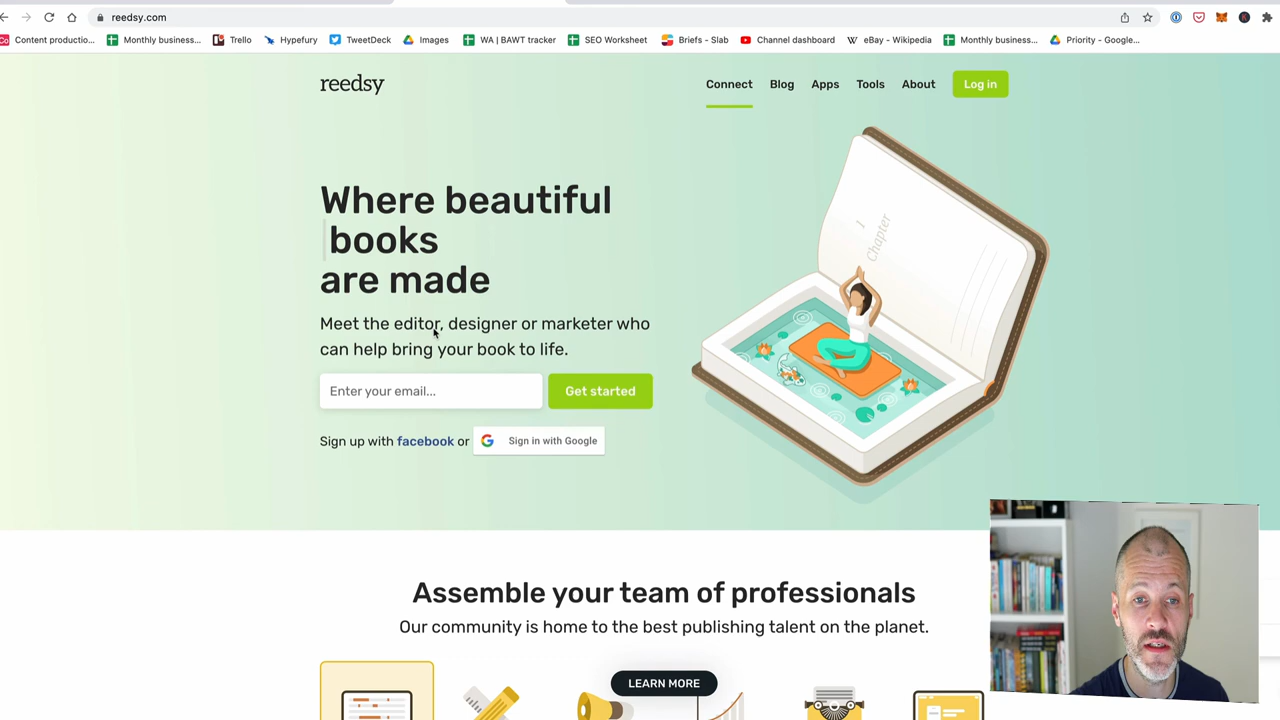 reedsy.com
Content productio...
Monthly business...
Trello
Hypefury
TweetDeck
Images
WA | BAWT tracker
SEO Worksheet
Briefs - Slab
Channel dashboard
eBay - Wikipedia
Monthly business...
Priority - Google...
reedsy
Connect
Blog
Apps
Tools
About
Log in
Where beautiful
books
are made
Meet the editor, designer or marketer who
can help bring your book to life.
Enter your email...
Get started
Sign up with facebook or
Sign in with Google
1
Chapter
Assemble your team of professionals
Our community is home to the best publishing talent on the planet.
LEARN MORE